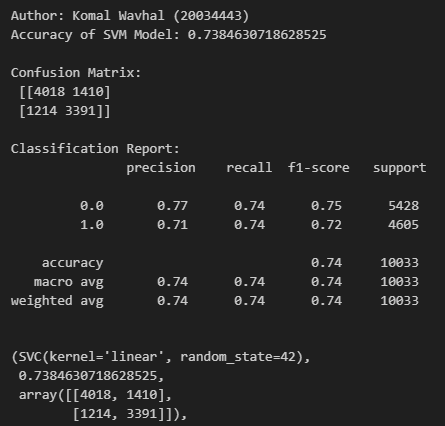 Author: Komal Wavhal (20034443)
Accuracy of SVM Model: 0.7384630718628525
Confusion Matrix:
[[4018 1410]
[1214 3391]]
Classification Report:
precision recall f1-score support
0.0 0.77 0.74 0.75 5428
1.0 0.71 0.74 0.72 4605
accuracy 0.74 10033
macro avg 0.74 0.74 0.74 10033
weighted avg 0.74 0.74 0.74 10033
(SVC(kernel='linear', random_state=42),
0.7384630718628525,
array([[4018, 1410],
[1214, 3391]]),